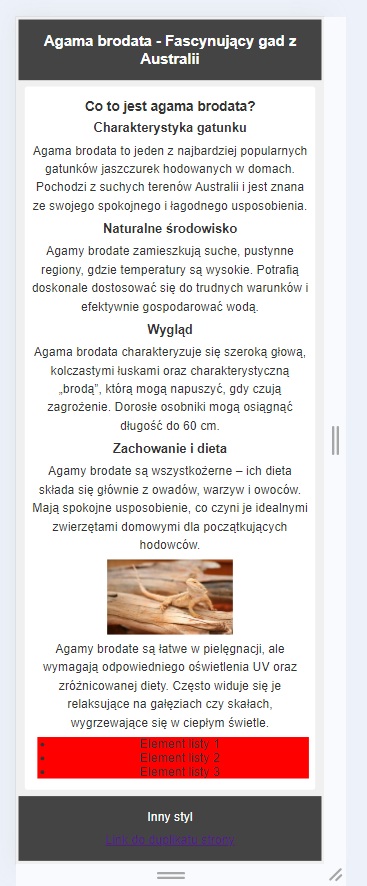 Agama brodata - Fascynujący gad z
Australii
Co to jest agama brodata?
Charakterystyka gatunku
Agama brodata to jeden z najbardziej popularnych
gatunków jaszczurek hodowanych w domach.
Pochodzi z suchych terenów Australii i jest znana
ze swojego spokojnego i łagodnego usposobienia.
Naturalne środowisko
Agamy brodate zamieszkują suche, pustynne
regiony, gdzie temperatury są wysokie. Potrafią
doskonale dostosować się do trudnych warunków i
efektywnie gospodarować wodą.
Wygląd
Agama brodata charakteryzuje się szeroką głową,
kolczastymi łuskami oraz charakterystyczną
„brodą”, którą mogą napuszyć, gdy czują
zagrożenie. Dorosłe osobniki mogą osiągnąć
długość do 60 cm.
Zachowanie i dieta
Agamy brodate są wszystkożerne – ich dieta
składa się głównie z owadów, warzyw i owoców.
Mają spokojne usposobienie, co czyni je idealnymi
zwierzętami domowymi dla początkujących
hodowców.
Agamy brodate są łatwe w pielęgnacji, ale
wymagają odpowiedniego oświetlenia UV oraz
zróżnicowanej diety. Często widuje się je
relaksujące na gałęziach czy skałach,
wygrzewające się w ciepłym świetle.
Element listy 1
Element listy 2
Element listy 3
Inny styl
Link do duplikatu strony